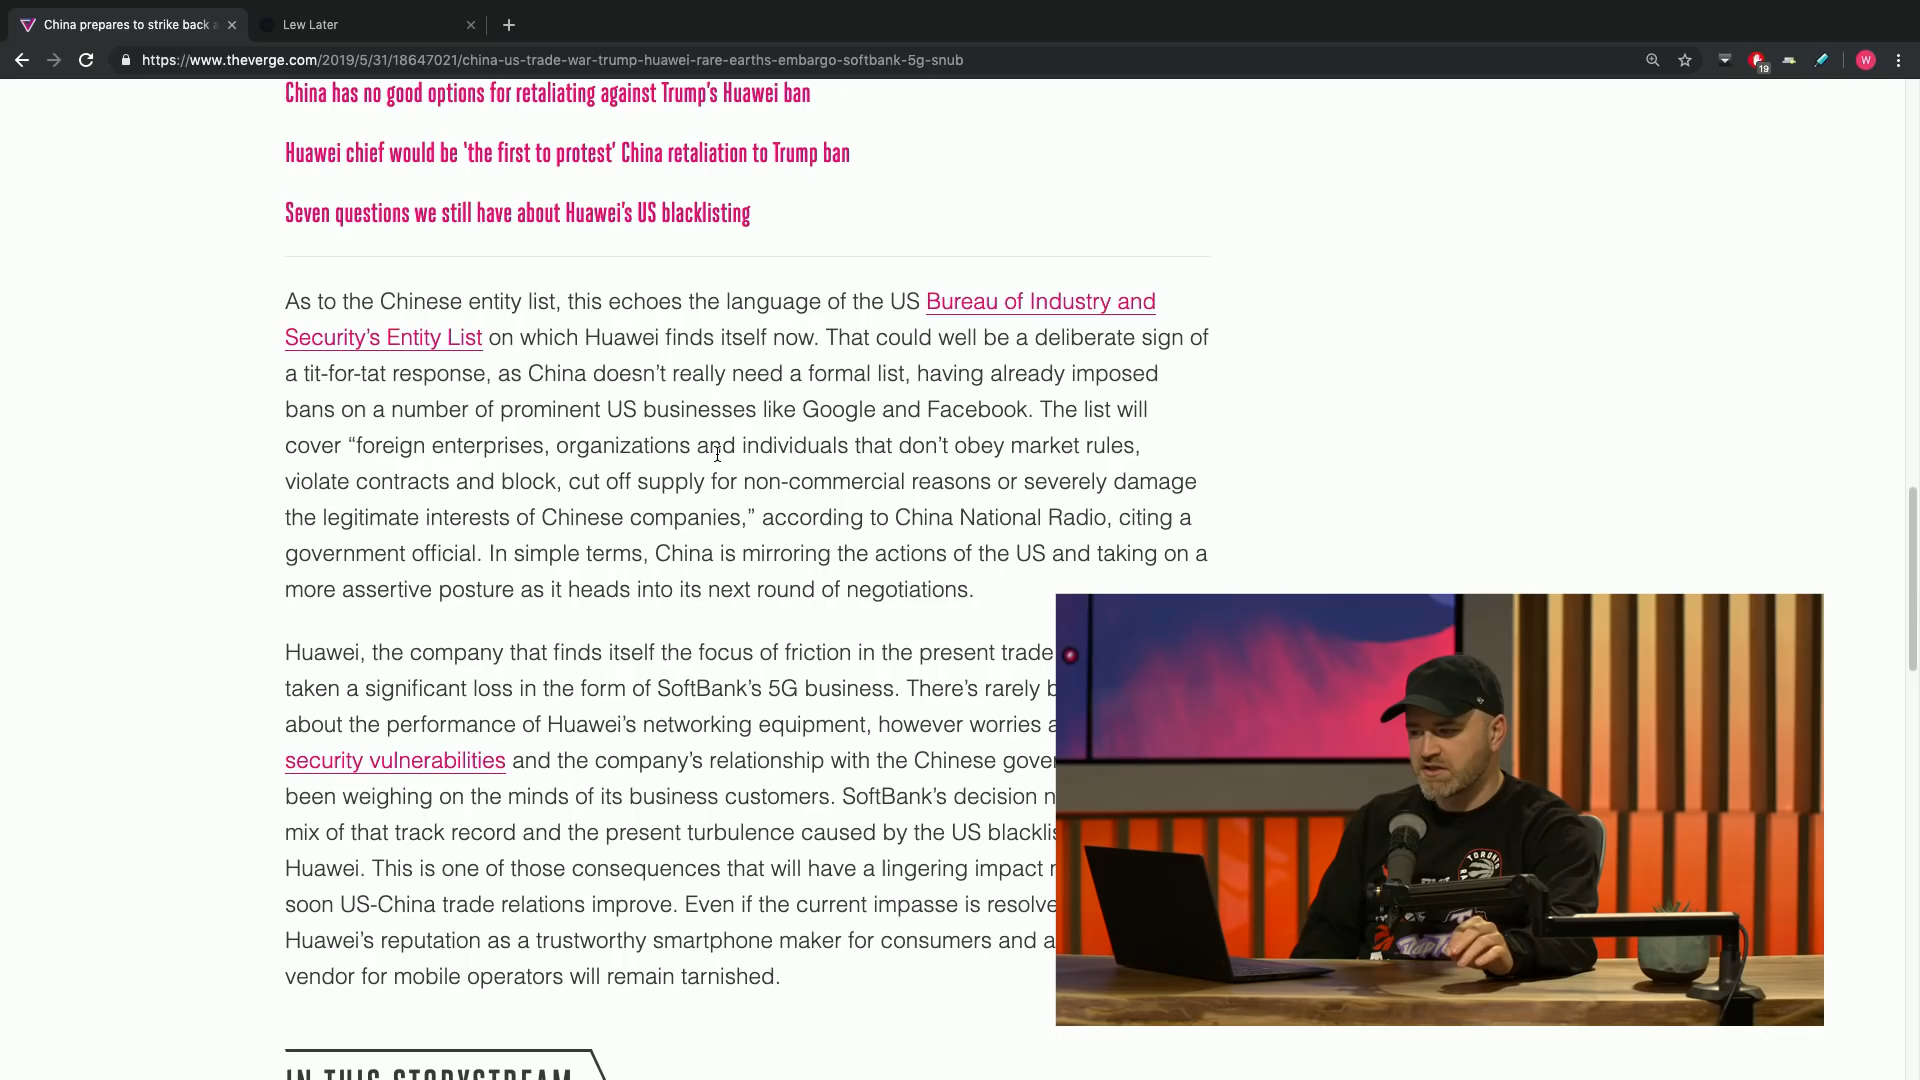 China prepares to strike back a
Lew Later
https://www.theverge.com/2019/5/31/18647021/china-us-trade-war-trump-huawei-rare-earths-embargo-softbank-5g-snub
19
W
China has no good options for retaliating against Trump’s Huawei ban
Huawei chief would be ‘the first to protest’ China retaliation to Trump ban
Seven questions we still have about Huawei’s US blacklisting
As to the Chinese entity list, this echoes the language of the US Bureau of Industry and
Security’s Entity List on which Huawei finds itself now. That could well be a deliberate sign of
a tit-for-tat response, as China doesn’t really need a formal list, having already imposed
bans on a number of prominent US businesses like Google and Facebook. The list will
cover “foreign enterprises, organizations and individuals that don’t obey market rules,
violate contracts and block, cut off supply for non-commercial reasons or severely damage
the legitimate interests of Chinese companies,” according to China National Radio, citing a
government official. In simple terms, China is mirroring the actions of the US and taking on a
more assertive posture as it heads into its next round of negotiations.
Huawei, the company that finds itself the focus of friction in the present trade
taken a significant loss in the form of SoftBank’s 5G business. There’s rarely b
about the performance of Huawei’s networking equipment, however worries a
security vulnerabilities and the company’s relationship with the Chinese gover
been weighing on the minds of its business customers. SoftBank’s decision n
mix of that track record and the present turbulence caused by the US blacklis
Huawei. This is one of those consequences that will have a lingering impact r
soon US-China trade relations improve. Even if the current impasse is resolve
Huawei’s reputation as a trustworthy smartphone maker for consumers and a
vendor for mobile operators will remain tarnished.
IN THIS STORYSTREAM
TORONTO